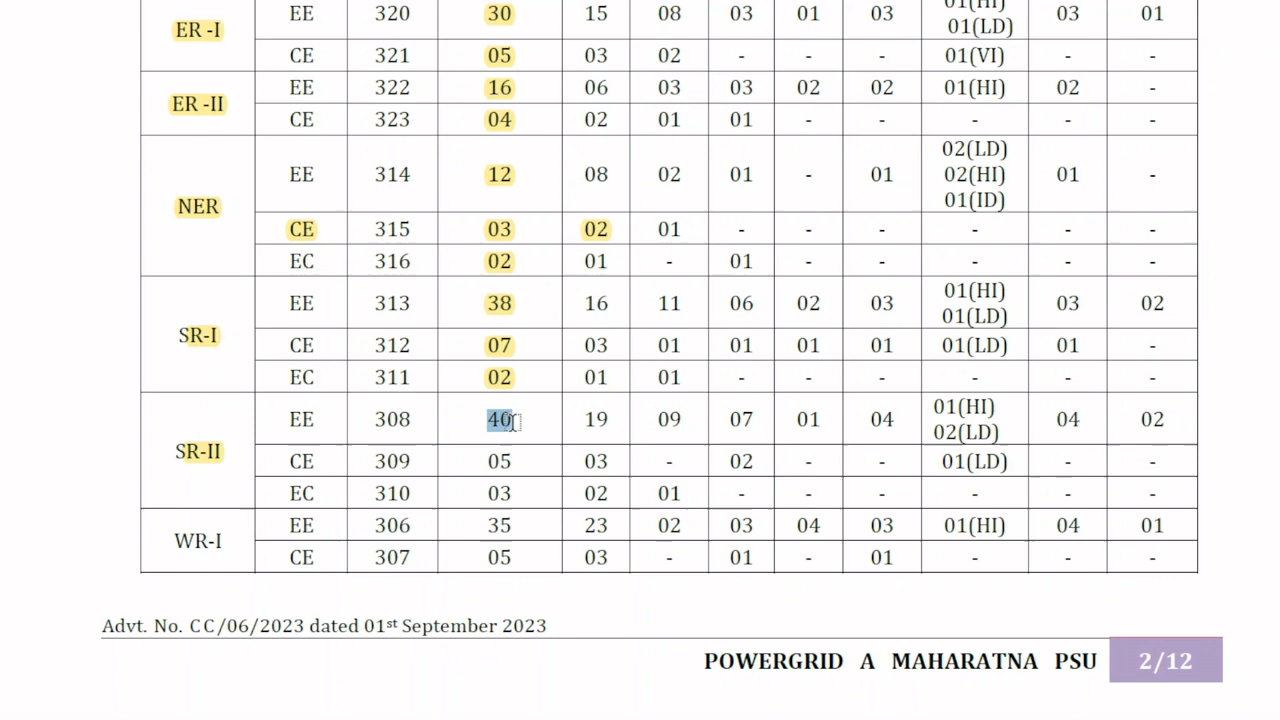 ER -I EE 320 30 15 08 03 01 03 01(HI) 01(LD) 03 01
CE 321 05 03 02 - - - 01(VI) - -
ER -II EE 322 16 06 03 03 02 02 01(HI) 02 -
CE 323 04 02 01 01 - - - - -
NER EE 314 12 08 02 01 - 01 02(LD) 02(HI) 01(ID) 01 -
CE 315 03 02 01 - - - - - -
EC 316 02 01 - 01 - - - - -
SR-I EE 313 38 16 11 06 02 03 01(HI) 01(LD) 03 02
CE 312 07 03 01 01 01 01 01(LD) 01 -
EC 311 02 01 01 - - - - - -
SR-II EE 308 40 19 09 07 01 04 01(HI) 02(LD) 04 02
CE 309 05 03 - 02 - - 01(LD) - -
EC 310 03 02 01 - - - - - -
WR-I EE 306 35 23 02 03 04 03 01(HI) 04 01
CE 307 05 03 - 01 - 01 - - -
Advt. No. CC/06/2023 dated 01st September 2023
POWERGRID A MAHARATNA PSU 2/12